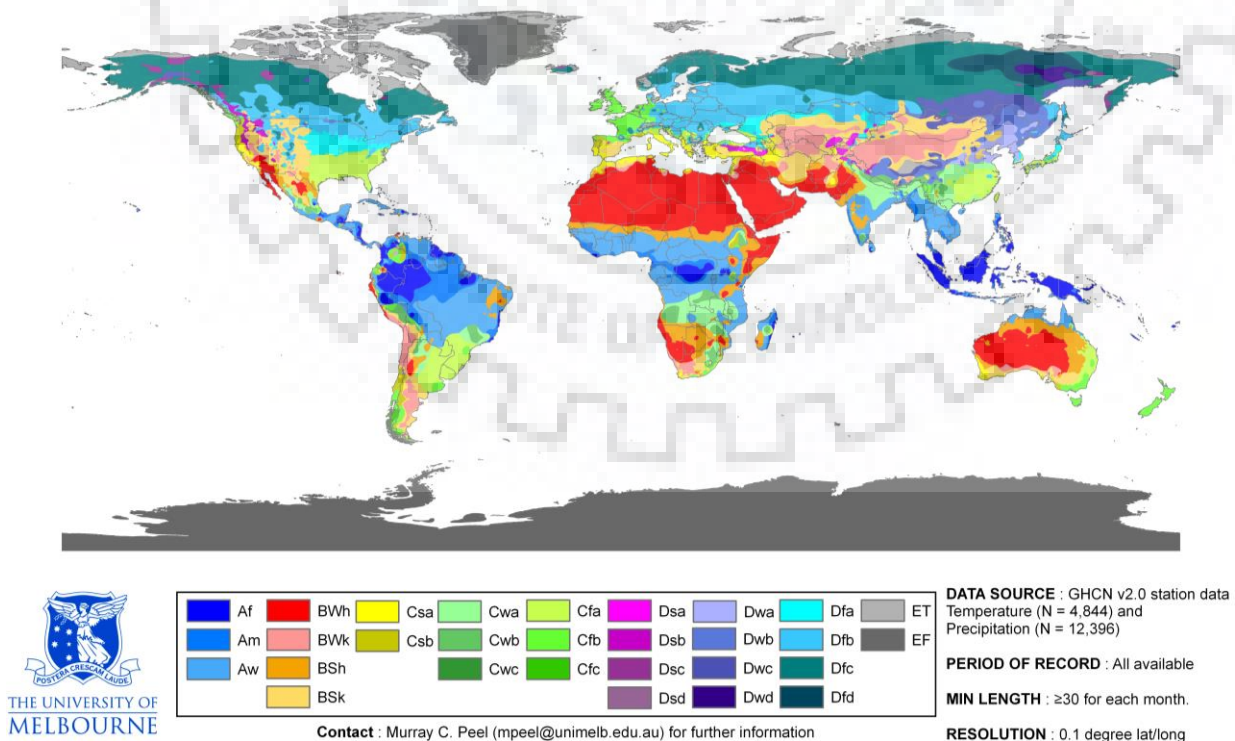 Af BWh Csa Cwa Cfa Dsa Dwa Dfa ET
Am BWk Csb Cwb Cfb Dsb Dwb Dfb EF
Aw BSh Cwc Cfc Dsc Dwc Dfc
BSk Dsd Dwd Dfd
POSTERA CRESCAM LAUDE
THE UNIVERSITY OF
MELBOURNE
Contact : Murray C. Peel (mpeel@unimelb.edu.au) for further information
DATA SOURCE : GHCN v2.0 station data
Temperature (N = 4,844) and
Precipitation (N = 12,396)
PERIOD OF RECORD : All available
MIN LENGTH : ≥30 for each month.
RESOLUTION : 0.1 degree lat/long